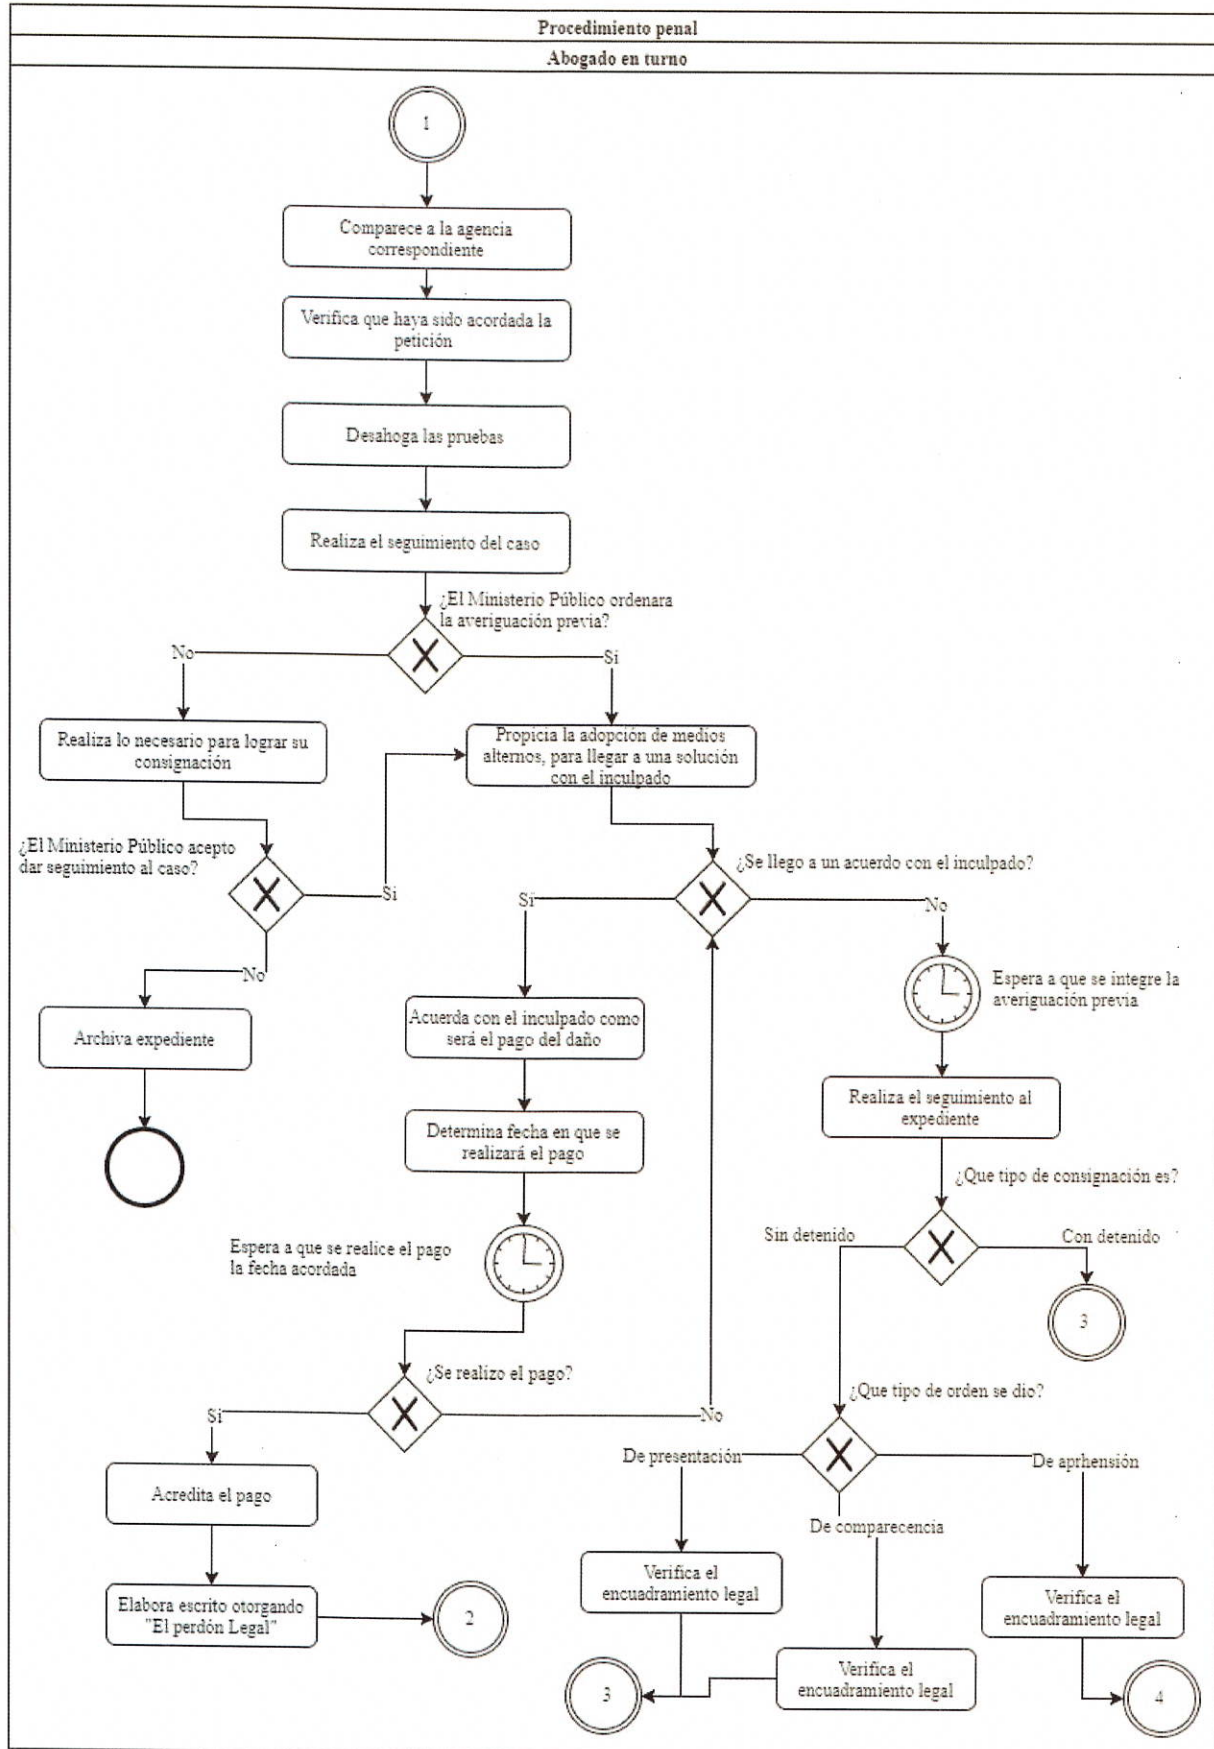 Procedimiento penal
Abogado en turno
1
Comparece a la agencia
correspondiente
Verifica que haya sido acordada la
petición
Desahoga las pruebas
Realiza el seguimiento del caso
¿El Ministerio Público ordenara
la averiguación previa?
No
Si
Realiza lo necesario para lograr su
consignación
Propicia la adopción de medios
alternos, para llegar a una solución
con el inculpado
¿El Ministerio Público acepto
dar seguimiento al caso?
Si
No
Archiva expediente
¿Se llego a un acuerdo con el inculpado?
Si
No
Espera a que se integre la
averiguación previa
Acuerda con el inculpado como
será el pago del daño
Determina fecha en que se
realizará el pago
Espera a que se realice el pago
la fecha acordada
Realiza el seguimiento al
expediente
¿Que tipo de consignación es?
Sin detenido
Con detenido
3
¿Se realizo el pago?
Si
No
¿Que tipo de orden se dio?
De presentación
De comparecencia
De aprhensión
Acredita el pago
Elabora escrito otorgando
"El perdón Legal"
2
Verifica el
encuadramiento legal
Verifica el
encuadramiento legal
Verifica el
encuadramiento legal
3
4